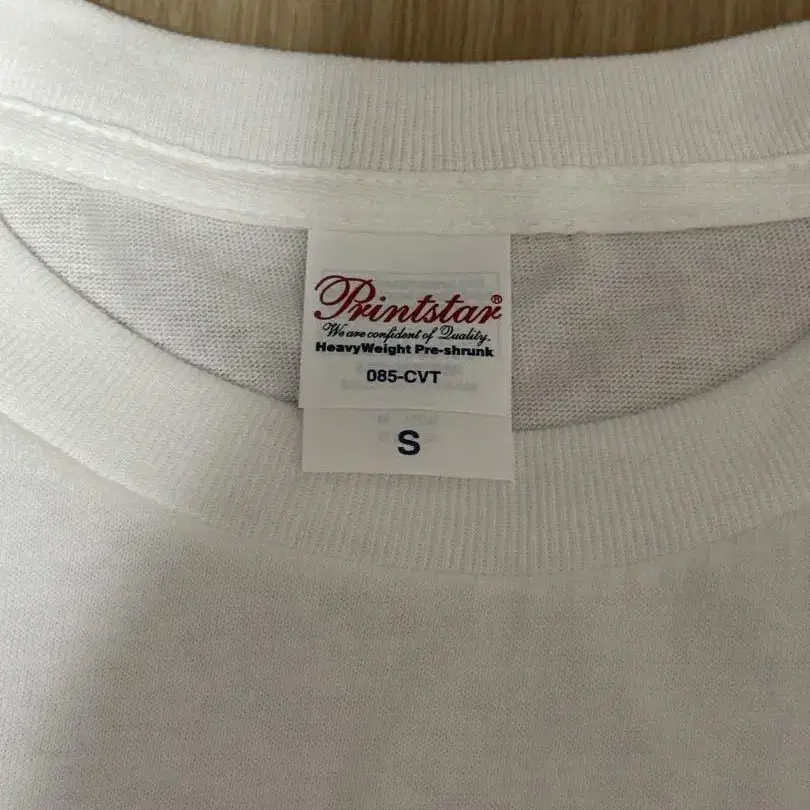 Printstar®
We are confident of Quality.
HeavyWeight Pre-shrunk
085-CVT
S